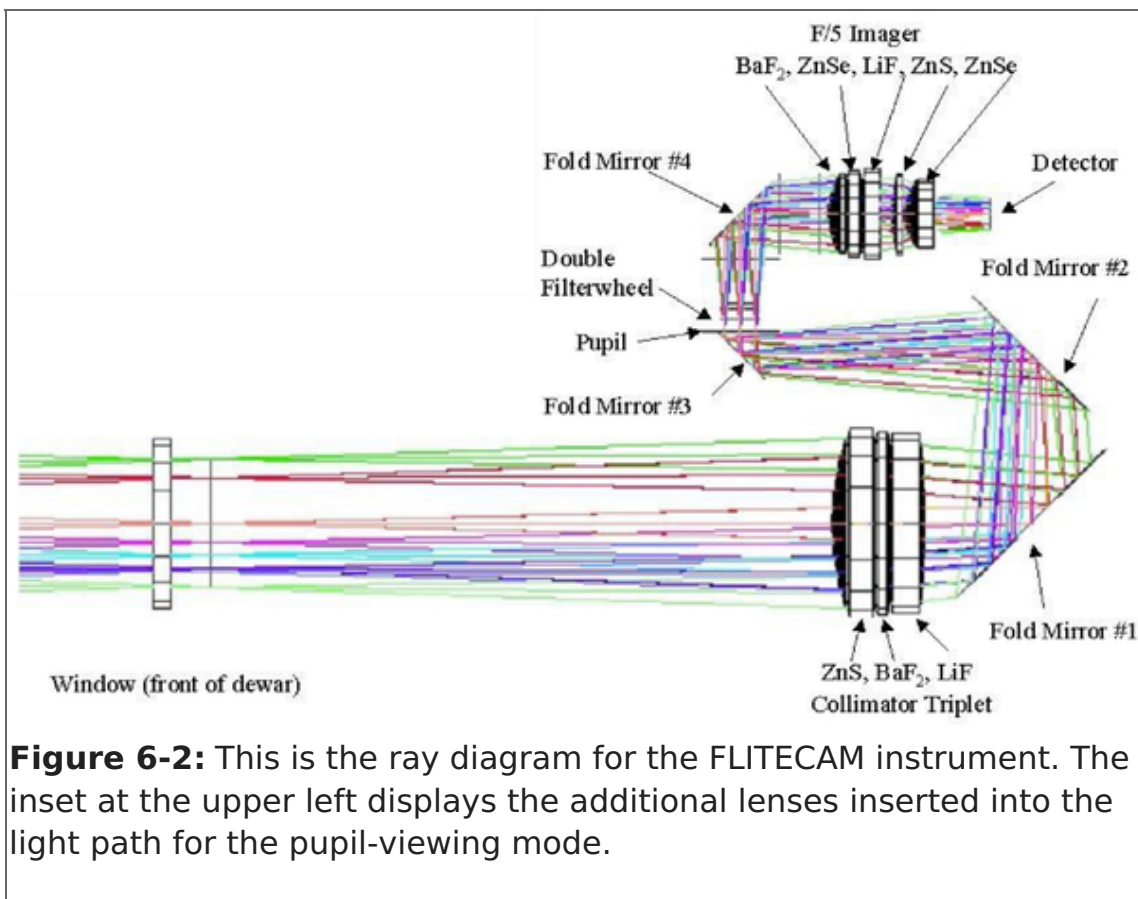 F/5 Imager
BaF₂, ZnSe, LiF, ZnS, ZnSe
Fold Mirror #4
Detector
Double
Filterwheel
Fold Mirror #2
Pupil
Fold Mirror #3
Fold Mirror #1
ZnS, BaF₂, LiF
Collimator Triplet
Window (front of dewar)
Figure 6-2: This is the ray diagram for the FLITECAM instrument. The
inset at the upper left displays the additional lenses inserted into the
light path for the pupil-viewing mode.